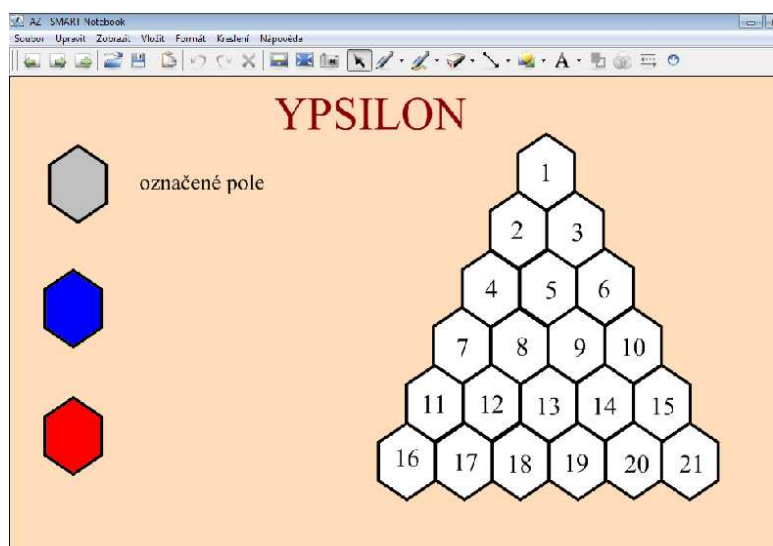 AZ - SMART Notebook
Soubor Upravit Zobrazit Vložit Formát Kreslení Nápověda
A
YPSILON
označené pole
1
2 3
4 5 6
7 8 9 10
11 12 13 14 15
16 17 18 19 20 21